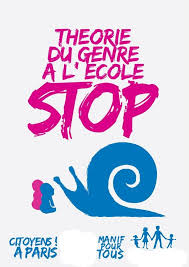 THEORIE
DU GENRE
A L'ECOLE
STOP
CITOYENS !
A PARIS
MANIF
POUR
TOUS